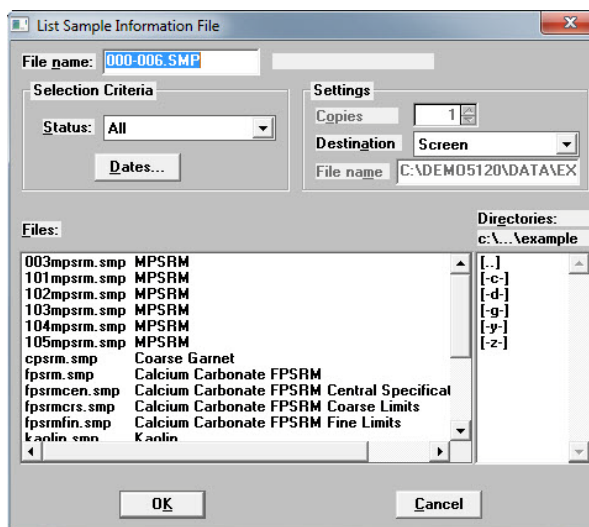 List Sample Information File
File name: 000-006.SMP
Selection Criteria
Status: All
Dates...
Settings
Copies 1
Destination Screen
File name C:\DEMO5120\DATA\EX
Files:
003mpsrm.smp MPSRM
101mpsrm.smp MPSRM
102mpsrm.smp MPSRM
103mpsrm.smp MPSRM
104mpsrm.smp MPSRM
105mpsrm.smp MPSRM
cpsrm.smp Coarse Garnet
fpsrm.smp Calcium Carbonate FPSRM
fpsrmcen.smp Calcium Carbonate FPSRM Central Specificat
fpsrmcrs.smp Calcium Carbonate FPSRM Coarse Limits
fpsrmfin.smp Calcium Carbonate FPSRM Fine Limits
kaolin.smp Kaolin
Directories:
c:\...\example
[..]
[-c-]
[-d-]
[-g-]
[-y-]
[-z-]
OK
Cancel